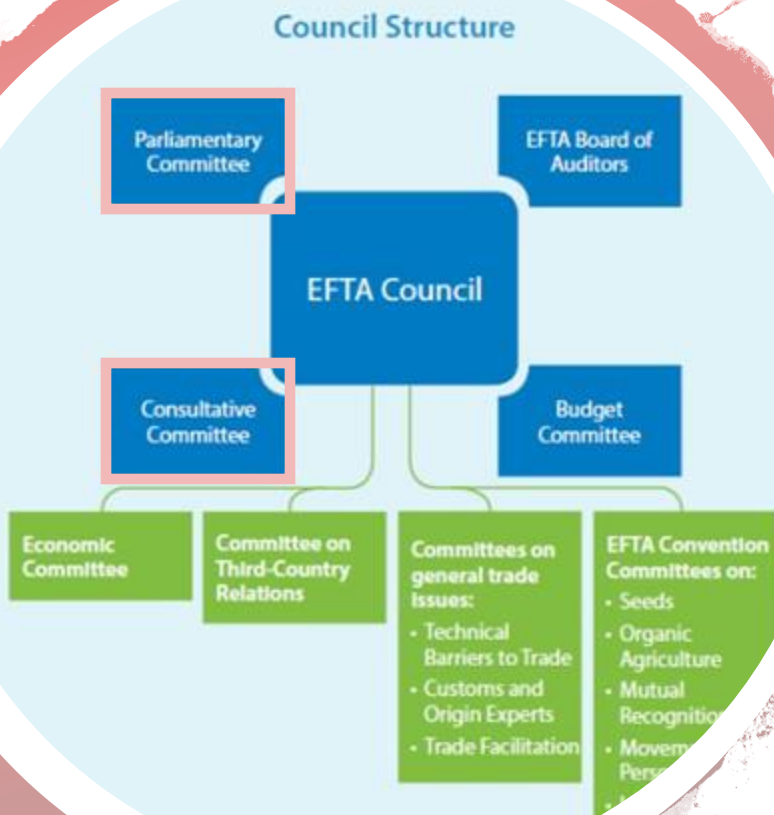 Council Structure
Parliamentary
Committee
EFTA Board of
Auditors
EFTA Council
Consultative
Committee
Budget
Committee
Economic
Committee
Committee on
Third-Country
Relations
Committees on
general trade
issues:
• Technical
Barriers to Trade
• Customs and
Origin Experts
• Trade Facilitation
EFTA Convention
Committees on:
• Seeds
• Organic
Agriculture
• Mutual